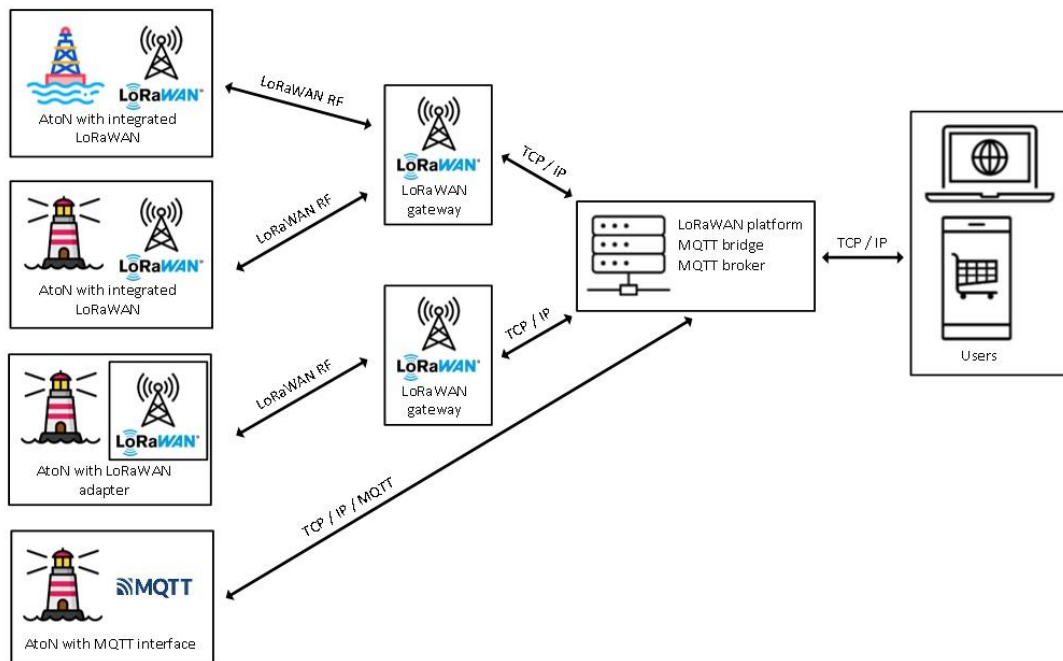 LoRaWAN®
AtoN with integrated
LoRaWAN
LoRaWAN®
AtoN with integrated
LoRaWAN
LoRaWAN®
AtoN with LoRaWAN
adapter
MQTT
AtoN with MQTT interface
LoRaWAN RF
LoRaWAN RF
LoRaWAN RF
TCP / IP / MQTT
LoRaWAN®
LoRaWAN
gateway
LoRaWAN®
LoRaWAN
gateway
TCP / IP
TCP / IP
LoRaWAN platform
MQTT bridge
MQTT broker
TCP / IP
Users